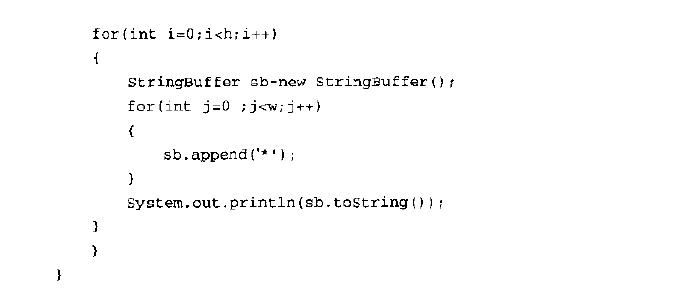 for(int i=0;i<h;i++)
{
StringBuffer sb-new StringBuffer();
for(int j=0 ;j<w;j++)
{
sb.append('*');
}
System.out.println(sb.toString());
}
}
}